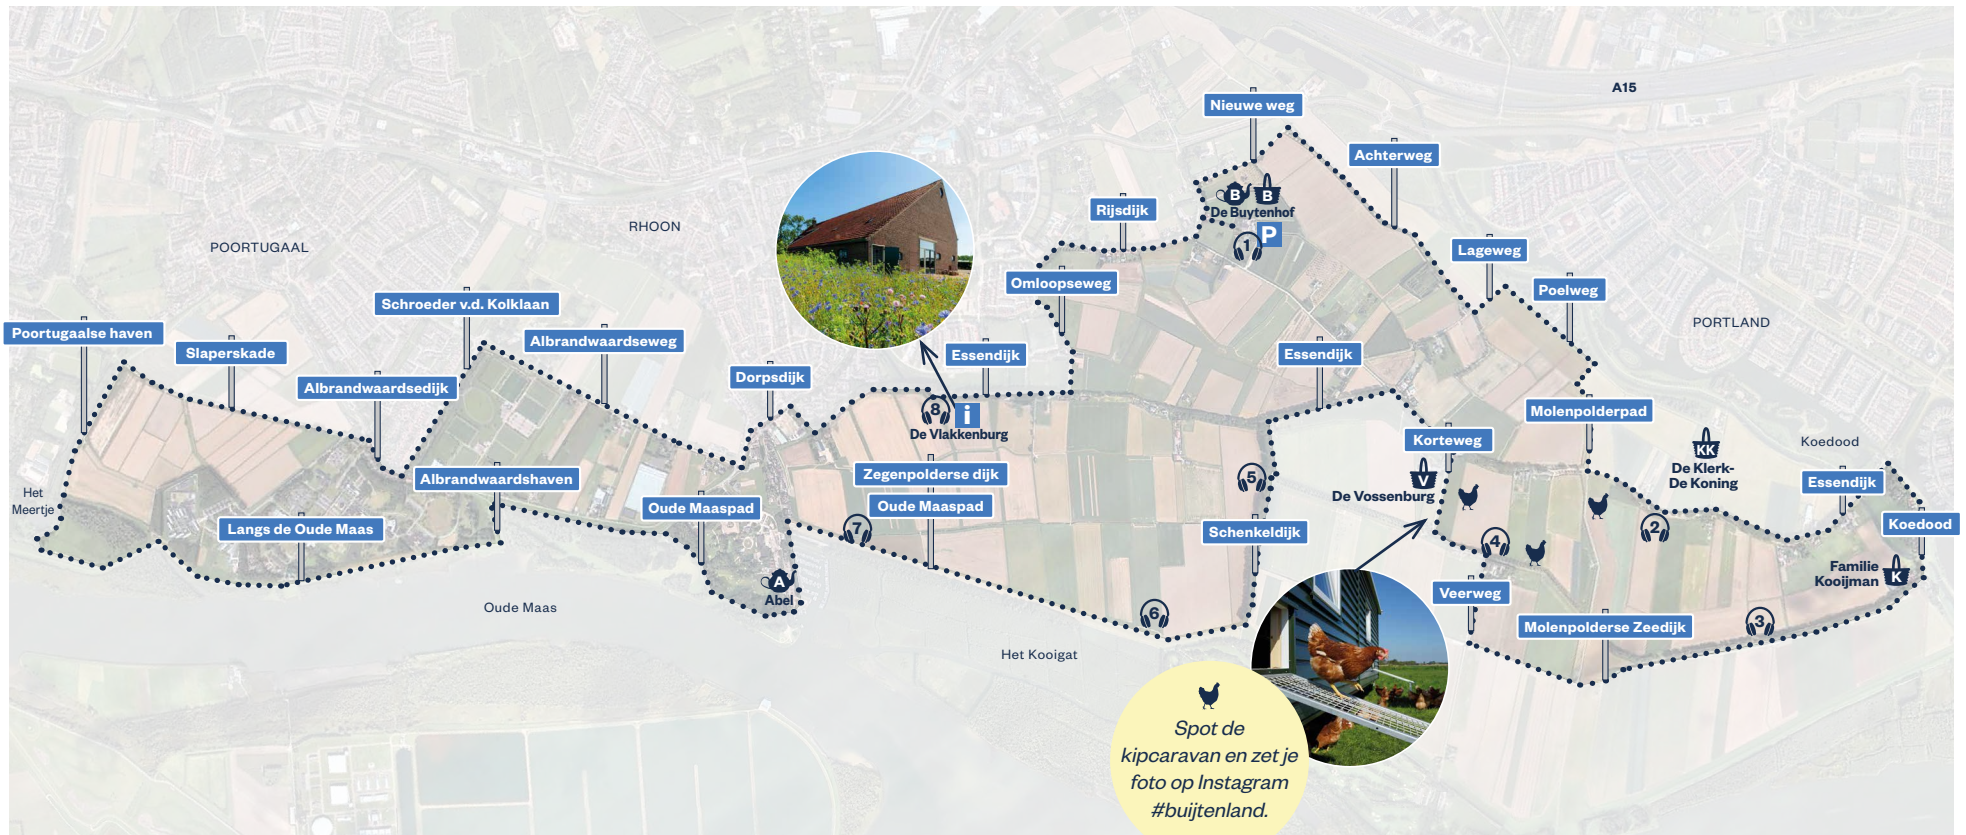 A15
Nieuwe weg
Achterweg
B
B
De Buytenhof
Rijsdijk
RHOON
POORTUGAAL
P
1
Lageweg
Omloopseweg
Poelweg
Schroeder v.d. Kolklaan
PORTLAND
Poortugaalse haven
Albrandwaardseweg
Slaperskade
Essendijk
Essendijk
Dorpsdijk
Albrandwaardsedijk
8
i
De Vlakkenburg
Molenpolderpad
Korteweg
Koedood
KK
De Klerk-
De Koning
Zegenpolderse dijk
Albrandwaardshaven
5
V
De Vossenburg
Essendijk
Het
Meertje
Oude Maaspad
Oude Maaspad
Langs de Oude Maas
7
Schenkeldijk
2
Koedood
4
Familie
Kooijman
K
A
Abel
Veerweg
Oude Maas
6
3
Molenpolderse Zeedijk
Het Kooigat
Spot de
kipcaravan en zet je
foto op Instagram
#buijtenland.